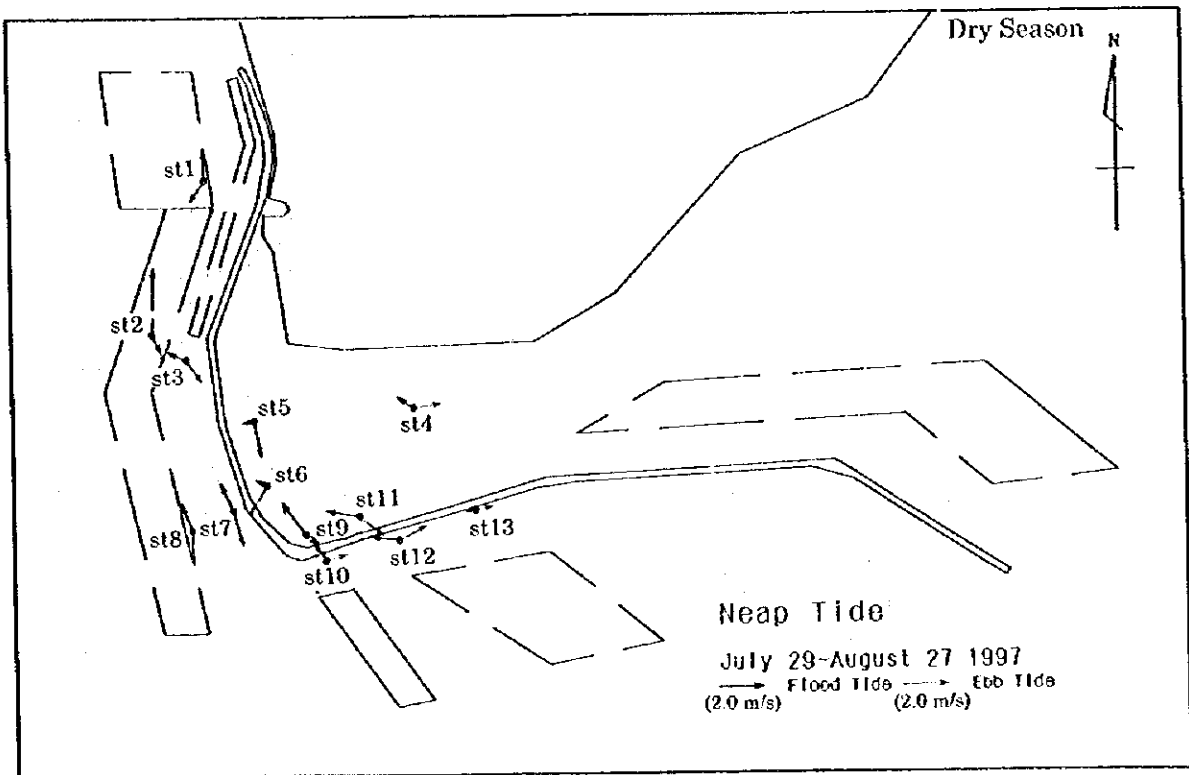 Dry Season
N
st1
st2
st3
st4
st5
st6
st7
st8
st9
st10
st11
st12
st13
Neap Tide
July 29~August 27 1997
Flood Tide
Ebb Tide
(2.0 m/s)
(2.0 m/s)